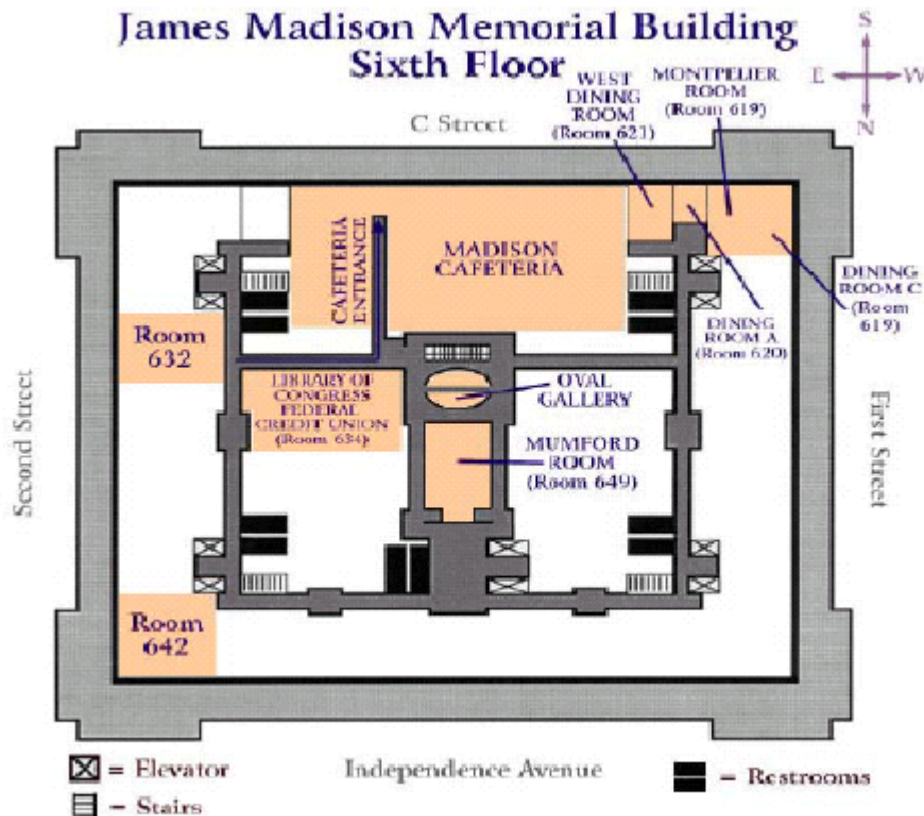 James Madison Memorial Building
Sixth Floor
S
E
W
N
C Street
WEST
DINING
ROOM
(Room 621)
MONTPELIER
ROOM
(Room 619)
CAFETERIA
ENTRANCE
MADISON
CAFETERIA
DINING
ROOM C
(Room
619)
DINING
ROOM A
(Room 620)
Room
632
LIBRARY OF
CONGRESS
FEDERAL
CREDIT UNION
(Room 634)
OVAL
GALLERY
MUMFORD
ROOM
(Room 649)
Second Street
First Street
Room
642
= Elevator
= Stairs
Independence Avenue
= Restrooms